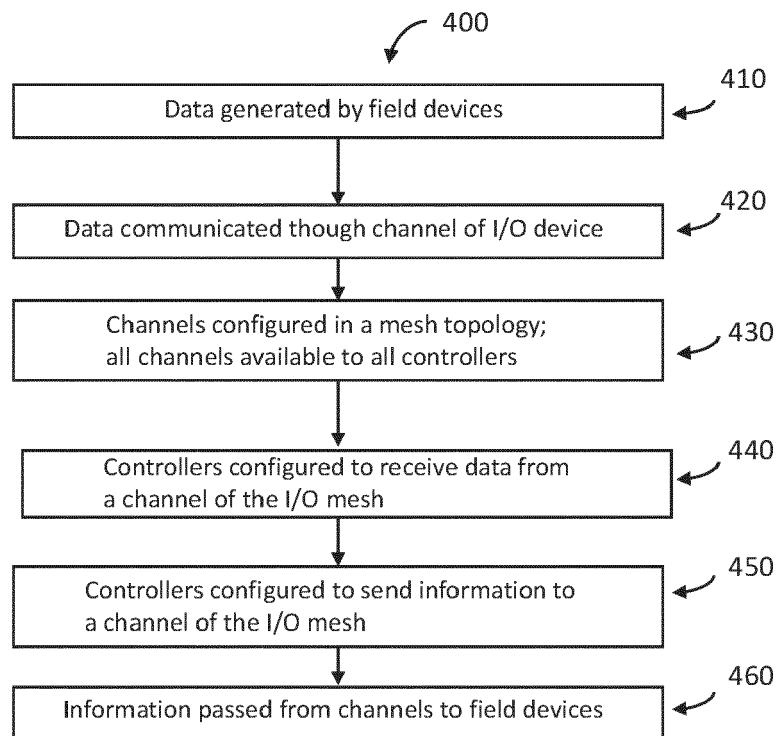 400
410
Data generated by field devices
420
Data communicated though channel of I/O device
Channels configured in a mesh topology;
all channels available to all controllers
430
440
Controllers configured to receive data from
a channel of the I/O mesh
450
Controllers configured to send information to
a channel of the I/O mesh
460
Information passed from channels to field devices